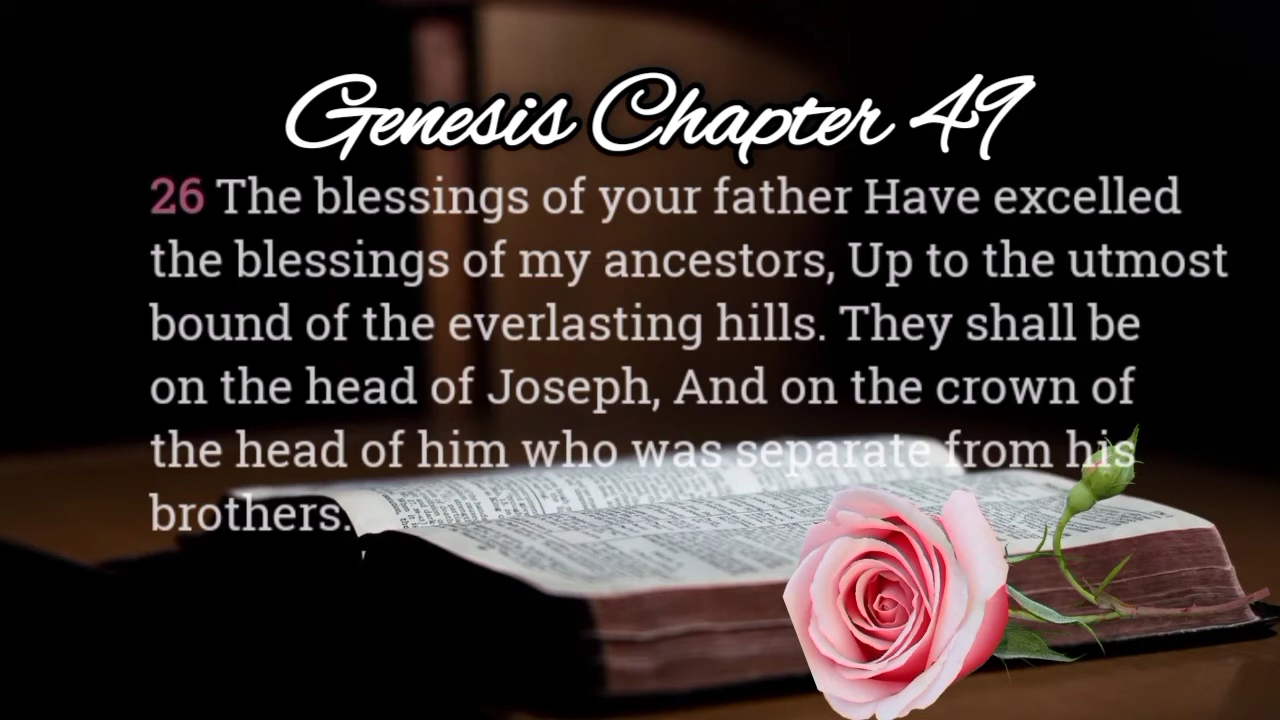 Genesis Chapter 49
26 The blessings of your father Have excelled
the blessings of my ancestors, Up to the utmost
bound of the everlasting hills. They shall be
on the head of Joseph, And on the crown of
the head of him who was separate from his
brothers.